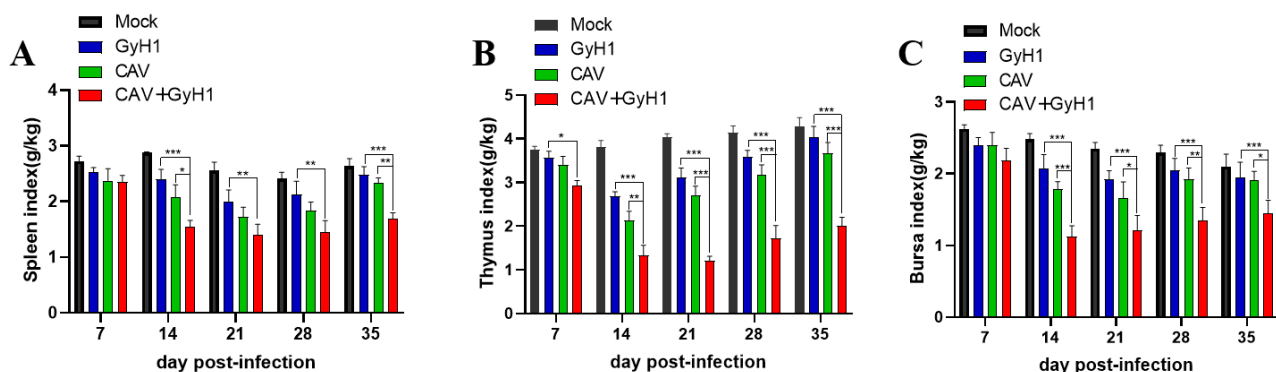 A
Mock
GyH1
CAV
CAV+GyH1
Spleen index(g/kg)
4
3
2
1
0
***
*
**
**
***
**
7 14 21 28 35
day post-infection
B
Mock
GyH1
CAV
CAV+GyH1
Thymus index(g/kg)
5
4
3
2
1
0
*
***
**
***
***
***
***
***
***
7 14 21 28 35
day post-infection
C
Mock
GyH1
CAV
CAV+GyH1
Bursa index(g/kg)
3
2
1
0
***
***
***
*
***
**
***
*
7 14 21 28 35
day post-infection